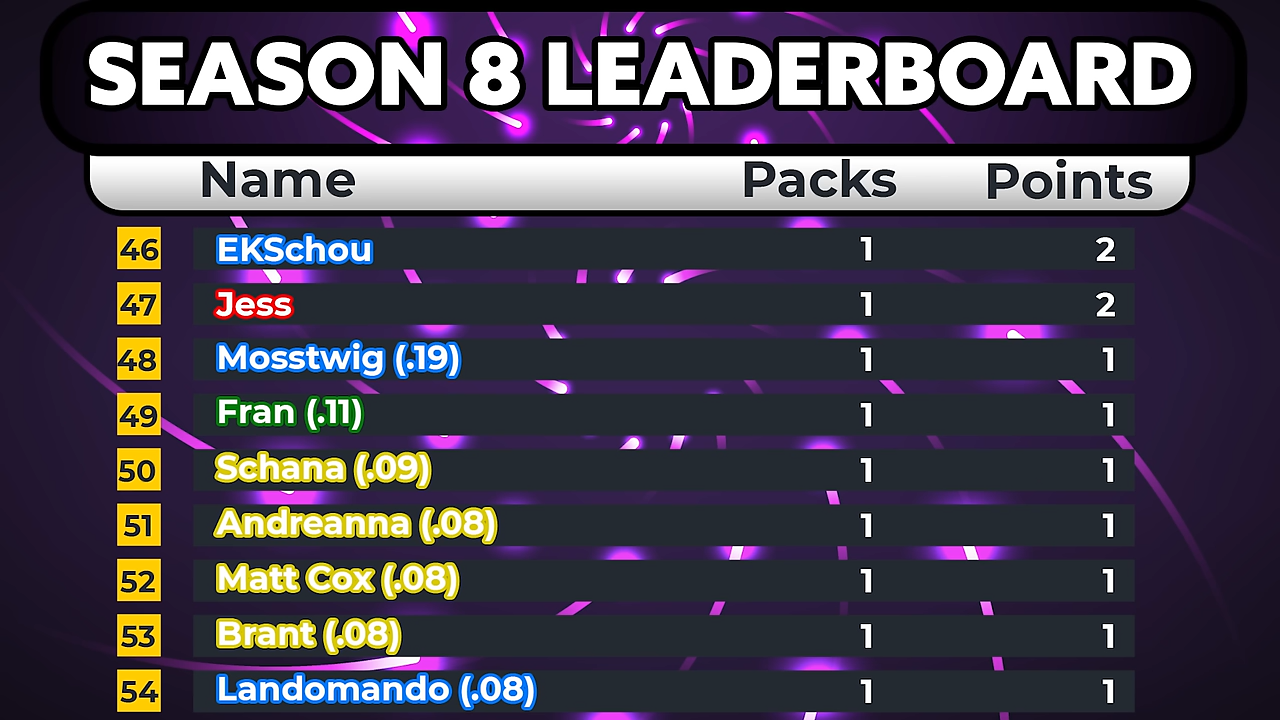 SEASON 8 LEADERBOARD
Name Packs Points
46 EKSchou 1 2
47 Jess 1 2
48 Mosstwig (.19) 1 1
49 Fran (.11) 1 1
50 Schana (.09) 1 1
51 Andreanna (.08) 1 1
52 Matt Cox (.08) 1 1
53 Brant (.08) 1 1
54 Landomando (.08) 1 1